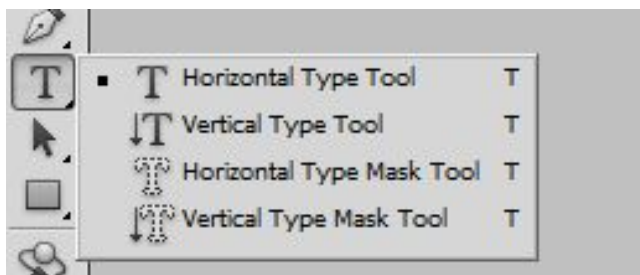 Horizontal Type Tool T
Vertical Type Tool T
Horizontal Type Mask Tool T
Vertical Type Mask Tool T